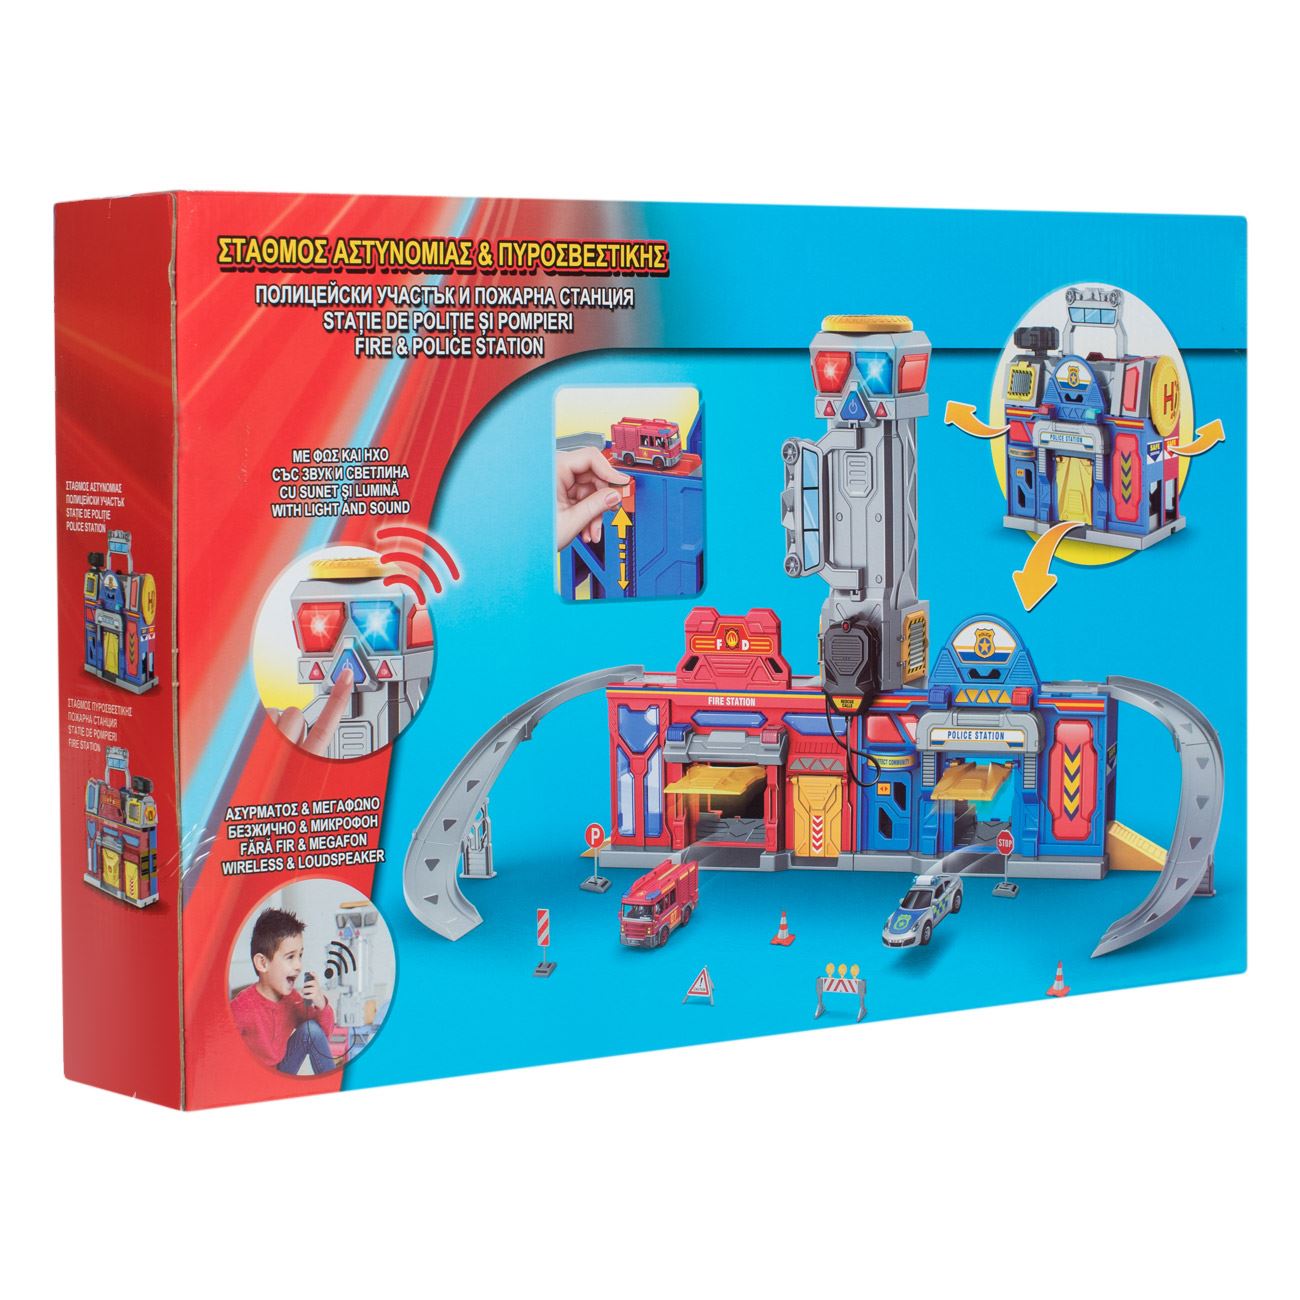 ΣΤΑΘΜΟΣ ΑΣΤΥΝΟΜΙΑΣ & ΠΥΡΟΣΒΕΣΤΙΚΗΣ
ПОЛИЦЕЙСКИ УЧАСТЪК И ПОЖАРНА СТАНЦИЯ
STAȚIE DE POLIȚIE ȘI POMPIERI
FIRE & POLICE STATION
ΜΕ ΦΩΣ ΚΑΙ ΗΧΟ
СЪС ЗВУК И СВЕТЛИНА
CU SUNET ȘI LUMINĂ
WITH LIGHT AND SOUND
ΑΣΥΡΜΑΤΟΣ & ΜΕΓΑΦΩΝΟ
БЕЗЖИЧНО & МИКРОФОН
FĂRĂ FIR & MEGAFON
WIRELESS & LOUDSPEAKER
ΣΤΑΘΜΟΣ ΑΣΤΥΝΟΜΙΑΣ
ПОЛИЦЕЙСКИ УЧАСТЪК
STAȚIE DE POLIȚIE
POLICE STATION
ΣΤΑΘΜΟΣ ΠΥΡΟΣΒΕΣΤΙΚΗΣ
ПОЖАРНА СТАНЦИЯ
STAȚIE DE POMPIERI
FIRE STATION
POLICE STATION
H
F D
FIRE STATION
RESCUE
CALLS
POLICE
POLICE STATION
P
STOP